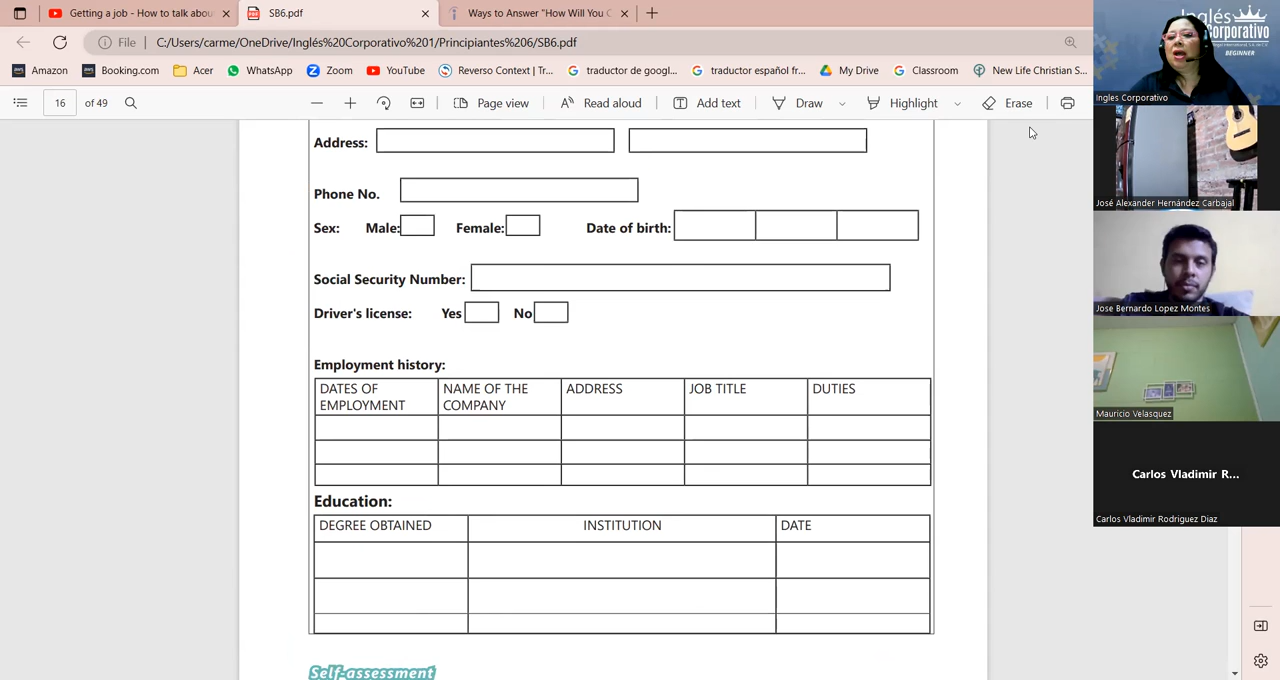 Getting a job - How to talk about
SB6.pdf
Ways to Answer "How Will You C
File
C:/Users/carme/OneDrive/Inglés%20Corporativo%201/Principiantes%206/SB6.pdf
Amazon
Booking.com
Acer
WhatsApp
Zoom
YouTube
Reverso Context | Tr...
traductor de googl...
traductor español fr...
My Drive
Classroom
New Life Christian S...
16 of 49
Page view
Read aloud
Add text
Draw
Highlight
Erase
Address:
Phone No.
Sex: Male: Female: Date of birth:
Social Security Number:
Driver's license: Yes No
Employment history:
DATES OF EMPLOYMENT
NAME OF THE COMPANY
ADDRESS
JOB TITLE
DUTIES
Education:
DEGREE OBTAINED
INSTITUTION
DATE
Self-assessment
Inglés
Corporativo
BEGINNER
Ingles Corporativo
José Alexander Hernández Carbajal
Jose Bernardo Lopez Montes
Mauricio Velasquez
Carlos Vladimir R...
Carlos Vladimir Rodriguez Diaz